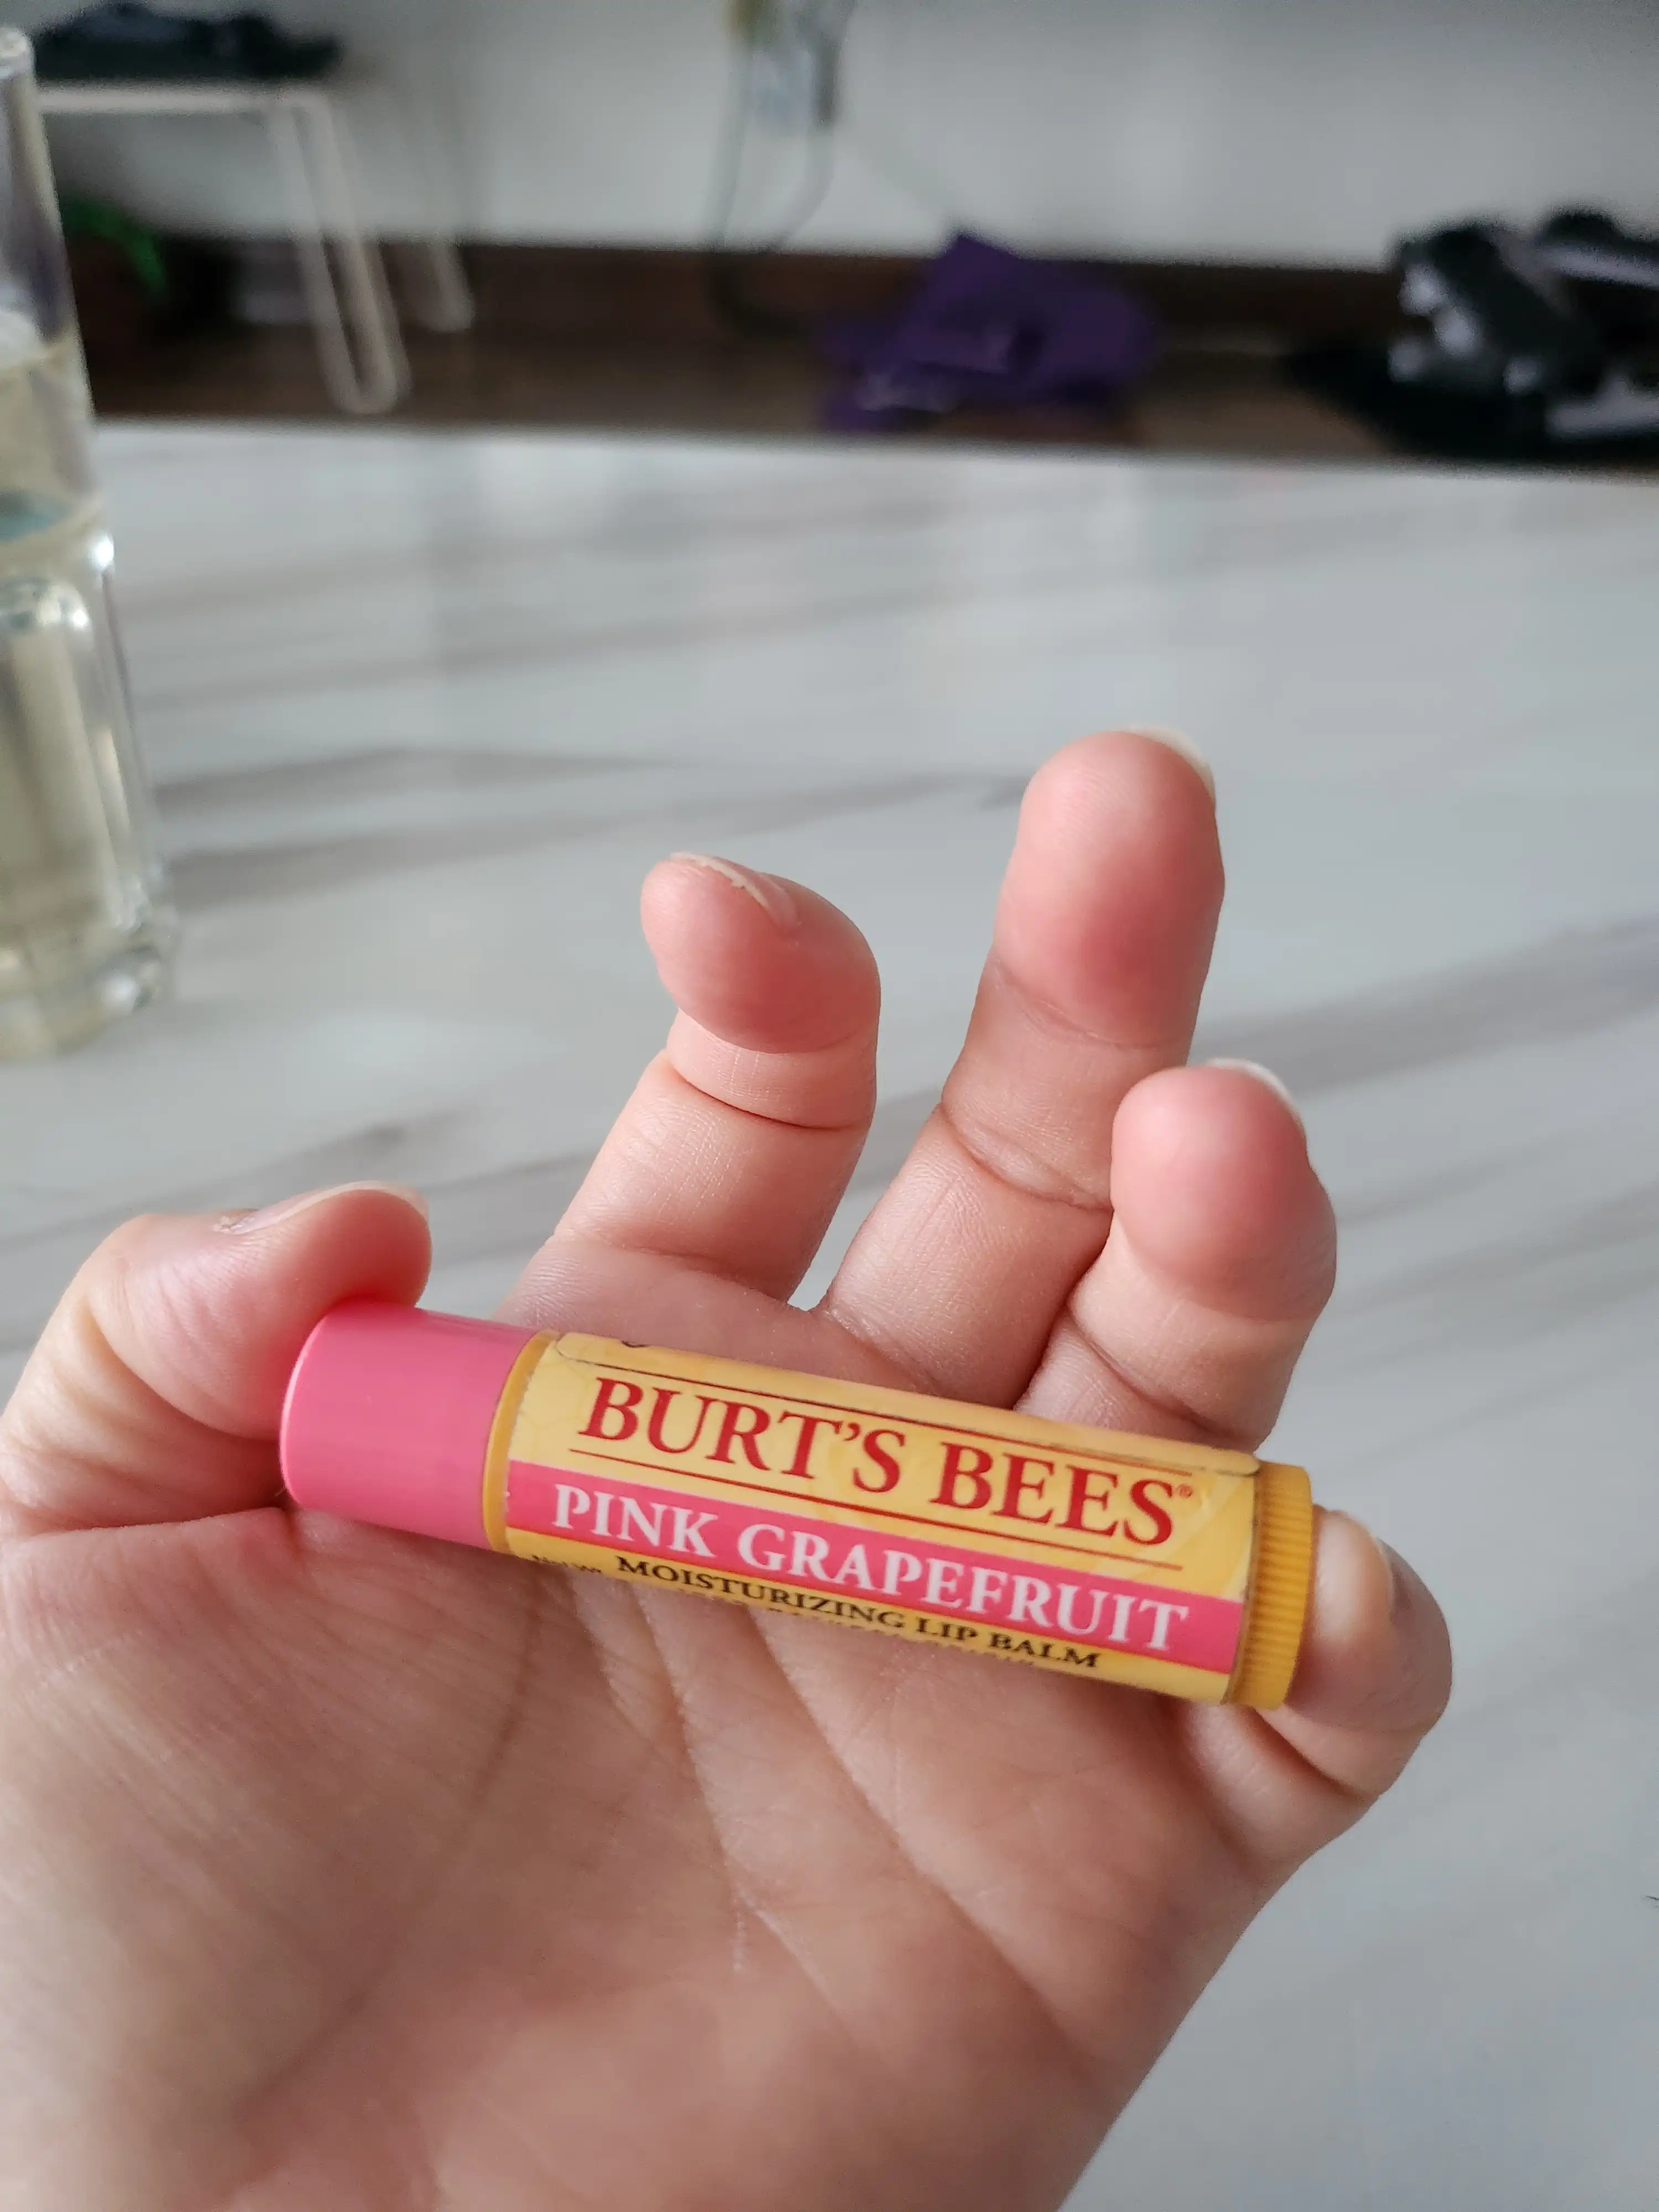 BURT'S BEES®
PINK GRAPEFRUIT
MOISTURIZING LIP BALM